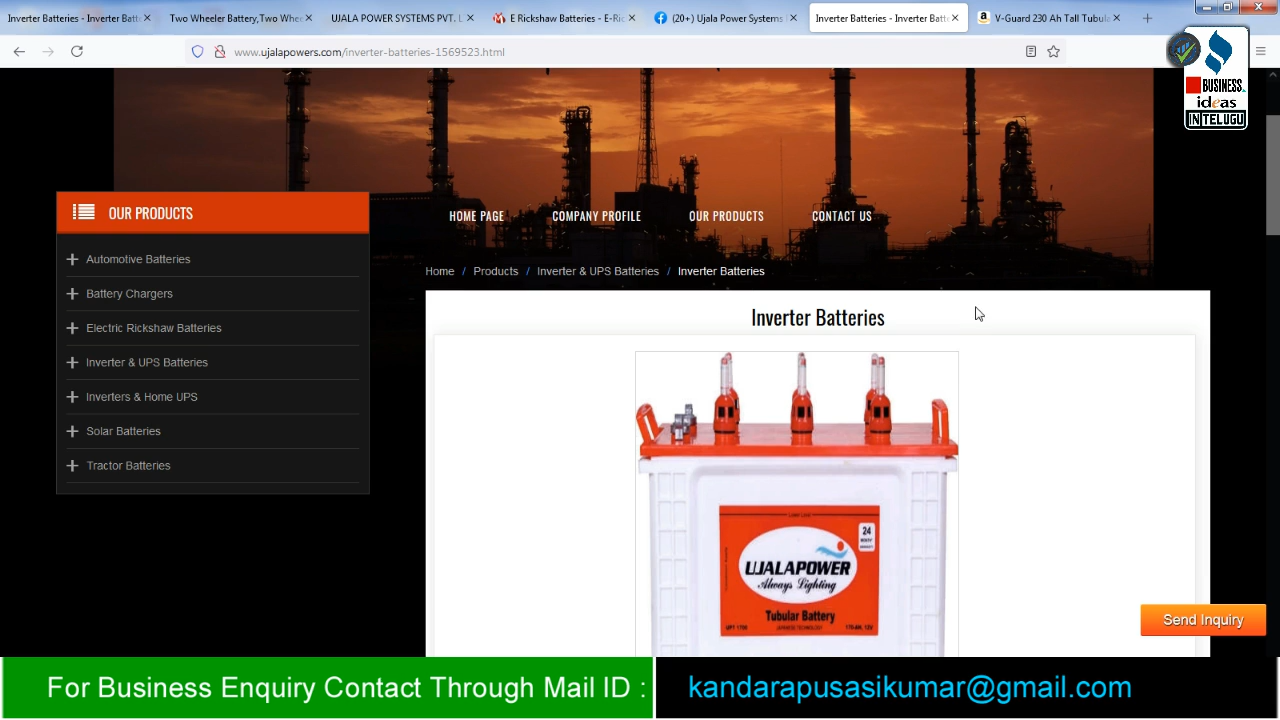 Inverter Batteries - Inverter Batt
Two Wheeler Battery,Two Whe
UJALA POWER SYSTEMS PVT. L
E Rickshaw Batteries - E-Ric
(20+) Ujala Power Systems
Inverter Batteries - Inverter Batt
V-Guard 230 Ah Tall Tubula
www.ujalapowers.com/inverter-batteries-1569523.html
BUSINESS
ideas
IN TELUGU
OUR PRODUCTS
Automotive Batteries
Battery Chargers
Electric Rickshaw Batteries
Inverter & UPS Batteries
Inverters & Home UPS
Solar Batteries
Tractor Batteries
HOME PAGE
COMPANY PROFILE
OUR PRODUCTS
CONTACT US
Home / Products / Inverter & UPS Batteries / Inverter Batteries
Inverter Batteries
24
UJALAPOWER
Always Lighting
Tubular Battery
Send Inquiry
For Business Enquiry Contact Through Mail ID :
kandarapusasikumar@gmail.com